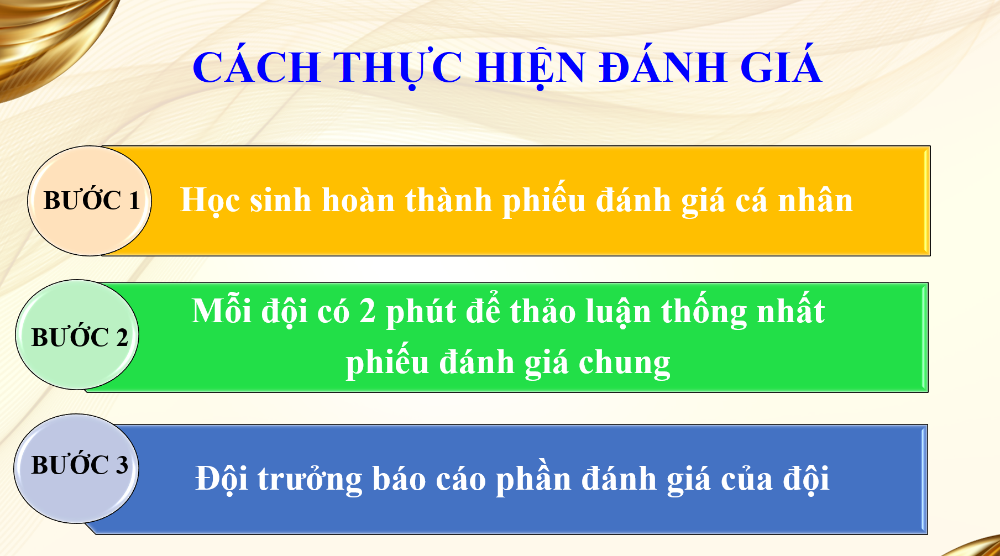 CÁCH THỰC HIỆN ĐÁNH GIÁ
BƯỚC 1
Học sinh hoàn thành phiếu đánh giá cá nhân
BƯỚC 2
Mỗi đội có 2 phút để thảo luận thống nhất
phiếu đánh giá chung
BƯỚC 3
Đội trưởng báo cáo phần đánh giá của đội